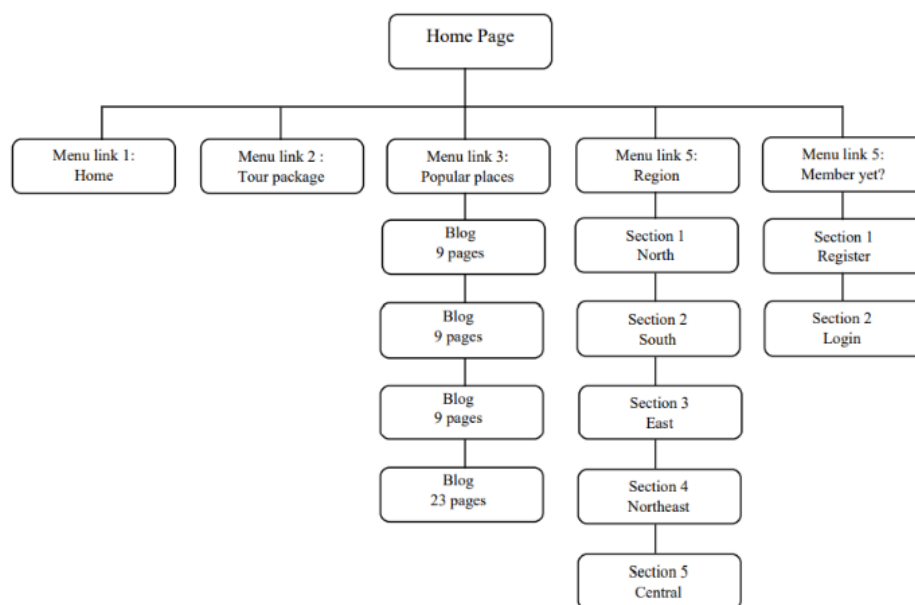 Home Page
Menu link 1:
Home
Menu link 2 :
Tour package
Menu link 3:
Popular places
Menu link 5:
Region
Menu link 5:
Member yet?
Blog
9 pages
Section 1
North
Section 1
Register
Blog
9 pages
Section 2
South
Section 2
Login
Blog
9 pages
Section 3
East
Blog
23 pages
Section 4
Northeast
Section 5
Central